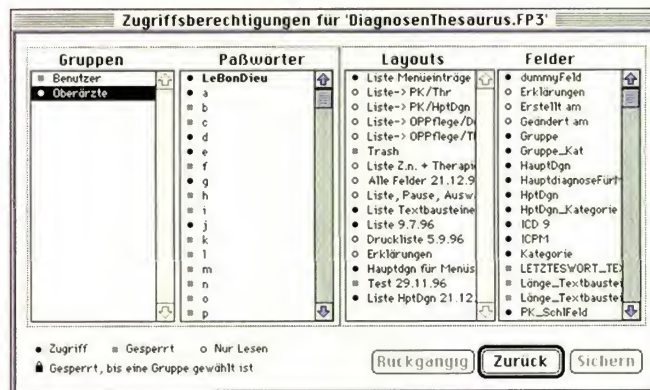 Zugriffsberechtigungen für 'DiagnosenThesaurus.FP3'
Gruppen
Benutzer
Oberärzte
Paßwörter
LeBonDieu
a
b
c
d
e
f
g
h
i
j
k
l
m
n
o
p
Layouts
Liste Menüeinträge
Liste-> PK/Thr
Liste-> PK/HptDgn
Liste-> OPPflege/D
Liste-> OPPflege/T
Trash
Liste Z.n. + Therapi
Alle Felder 21.12.9
Liste, Pause, Ausw
Liste Textbausteine
Liste 9.7.96
Druckliste 5.9.96
Erklärungen
Hauptdgn für Menüs
Test 29.11.96
Liste HptDgn 21.12.
Felder
dummyFeld
Erklärungen
Erstellt am
Geändert am
Gruppe
Gruppe_Kat
HauptDgn
HauptdiagnoseFürM
HptDgn
HptDgn_Kategorie
ICD 9
ICPM
Kategorie
LETZTESWORT_TE
Länge_Textbaustei
Länge_Textbaustei
PK_SchlFeld
Zugriff Gesperrt Nur Lesen
Gesperrt, bis eine Gruppe gewählt ist
Rückgängig Zurück Sichern